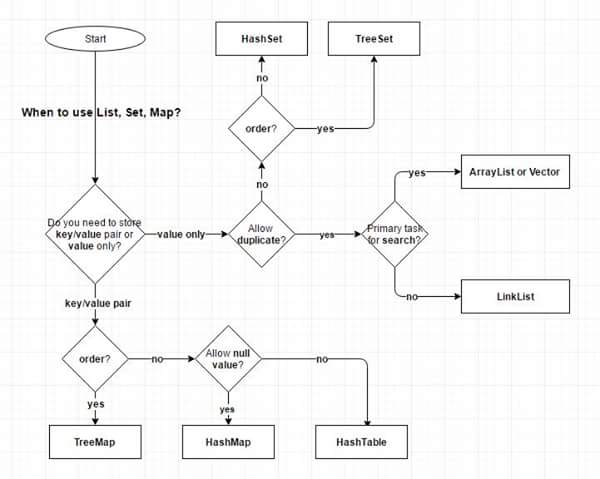 Start
HashSet
TreeSet
no
When to use List, Set, Map?
order?
yes
no
ArrayList or Vector
yes
Do you need to store
key/value pair or
value only?
value only
Allow
duplicate?
yes
Primary task
for search?
no
LinkList
key/value pair
order?
no
Allow null
value?
no
yes
yes
TreeMap
HashMap
HashTable